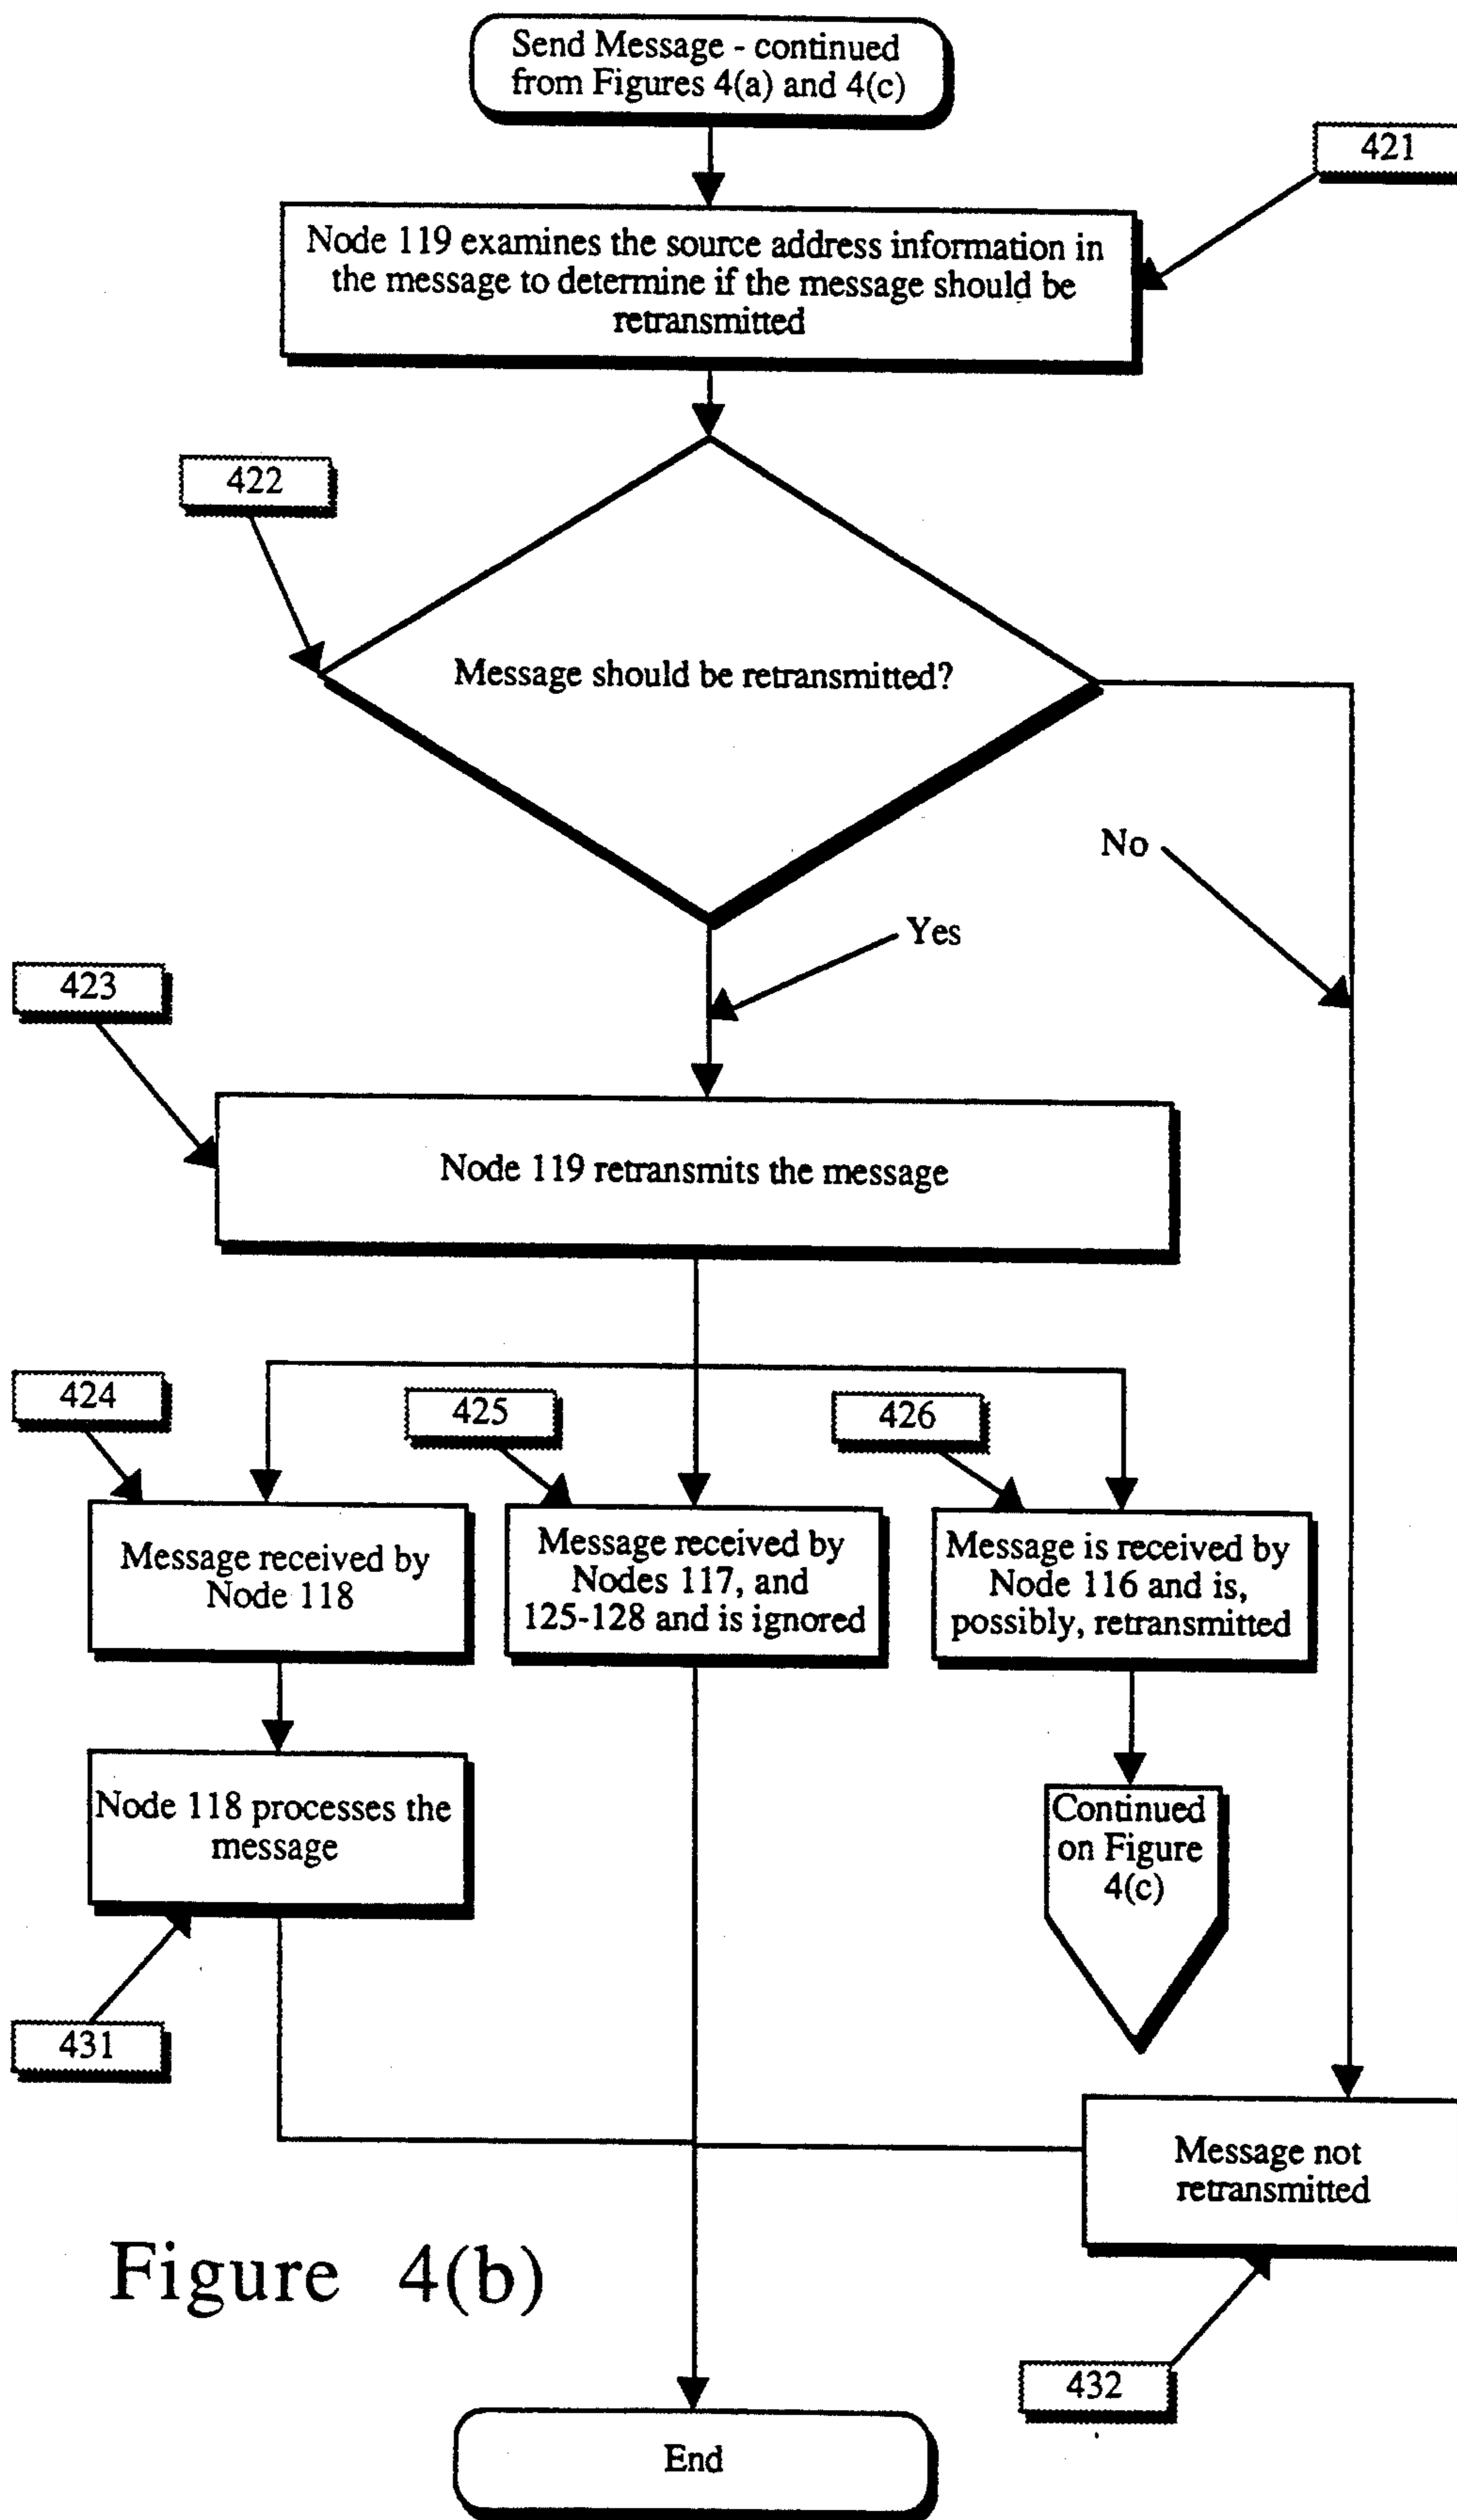 Send Message - continued
from Figures 4(a) and 4(c)
421
Node 119 examines the source address information in
the message to determine if the message should be
retransmitted
422
Message should be retransmitted?
No
Yes
423
Node 119 retransmits the message
424
425
426
Message received by
Node 118
Message received by
Nodes 117, and
125-128 and is ignored
Message is received by
Node 116 and is,
possibly, retransmitted
Node 118 processes the
message
Continued
on Figure
4(c)
431
Message not
retransmitted
Figure 4(b)
432
End